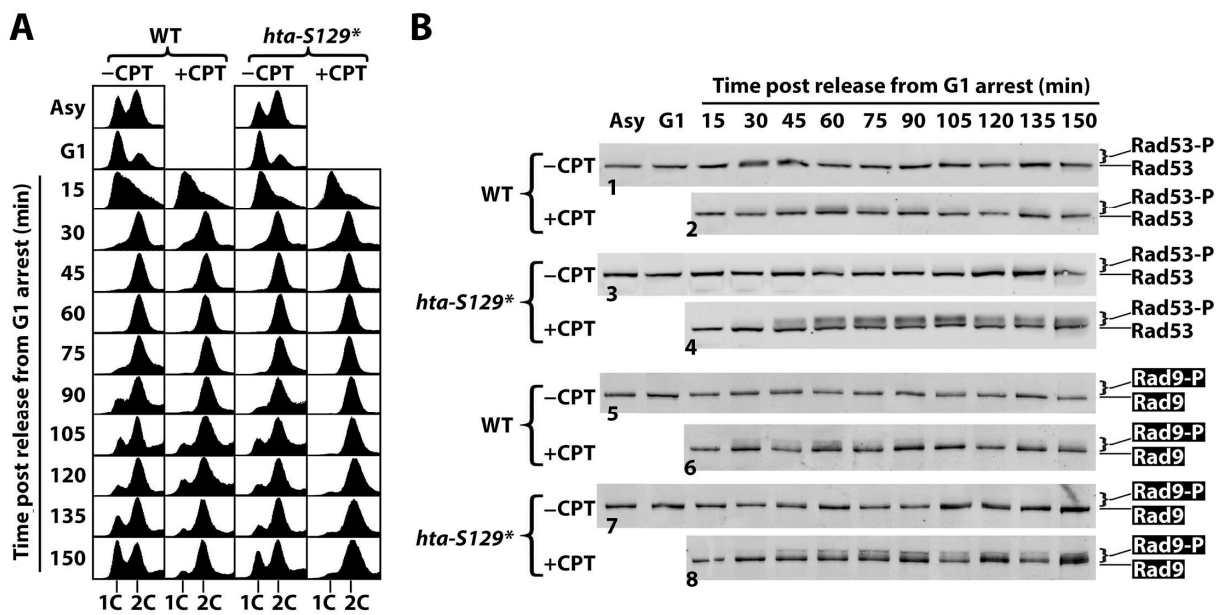 A
WT
hta-S129*
−CPT +CPT −CPT +CPT
Asy
G1
Time post release from G1 arrest (min)
15
30
45
60
75
90
105
120
135
150
1C 2C 1C 2C 1C 2C 1C 2C
B
Time post release from G1 arrest (min)
Asy G1 15 30 45 60 75 90 105 120 135 150
WT
−CPT
1
Rad53-P
Rad53
+CPT
2
Rad53-P
Rad53
hta-S129*
−CPT
3
Rad53-P
Rad53
+CPT
4
Rad53-P
Rad53
WT
−CPT
5
Rad9-P
Rad9
+CPT
6
Rad9-P
Rad9
hta-S129*
−CPT
7
Rad9-P
Rad9
+CPT
8
Rad9-P
Rad9